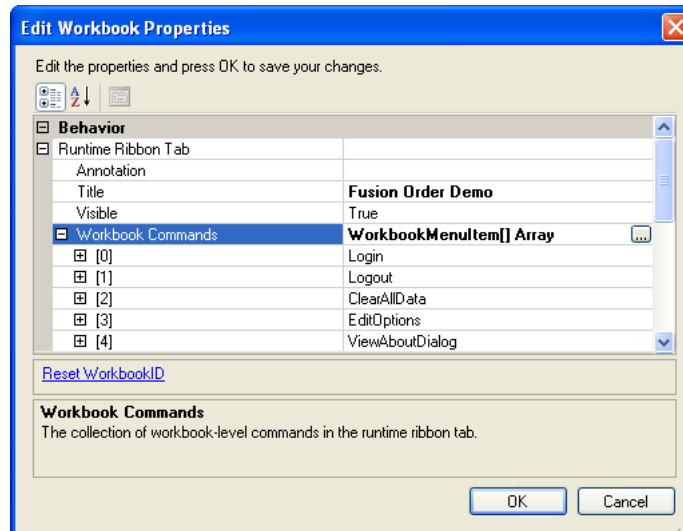 Edit Workbook Properties
Edit the properties and press OK to save your changes.
Behavior
Runtime Ribbon Tab
Annotation
Title Fusion Order Demo
Visible True
Workbook Commands WorkbookMenuItem[] Array ...
[0] Login
[1] Logout
[2] ClearAllData
[3] EditOptions
[4] ViewAboutDialog
Reset WorkbookID
Workbook Commands
The collection of workbook-level commands in the runtime ribbon tab.
OK Cancel